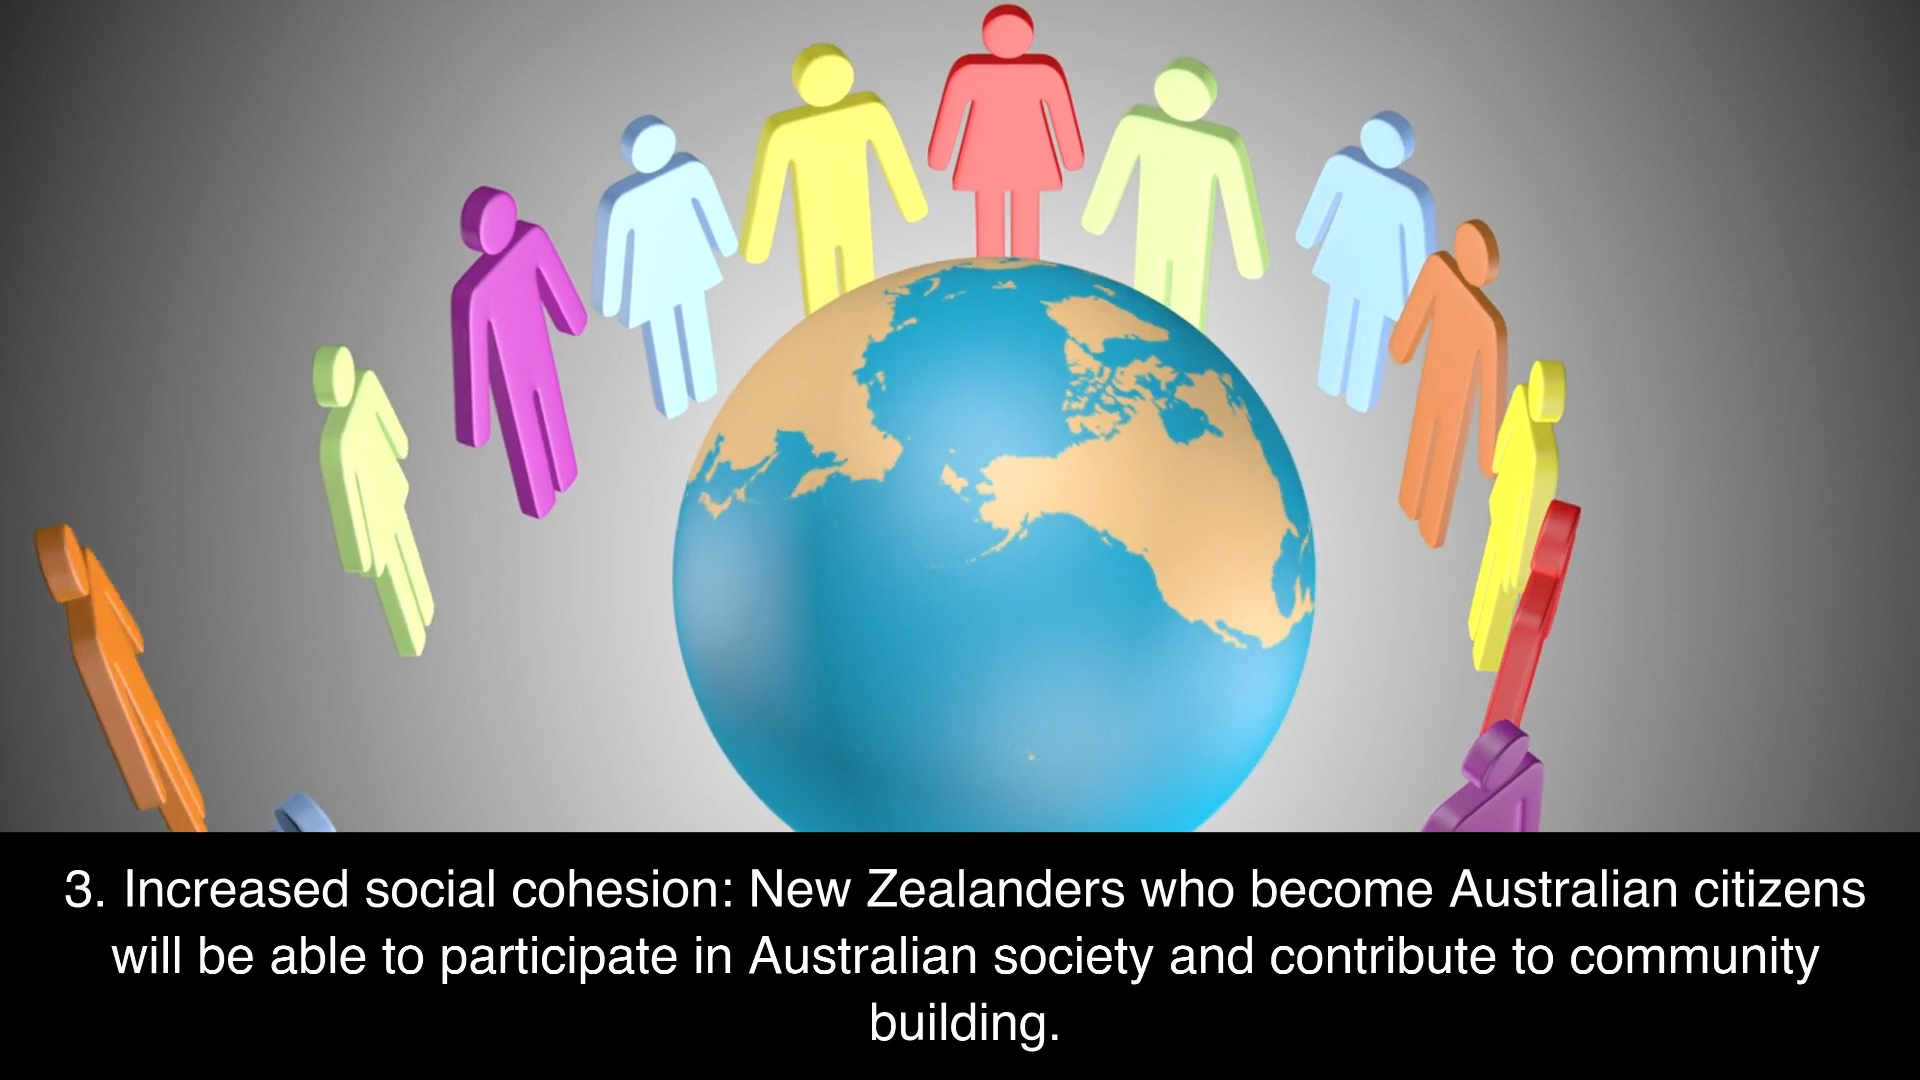 3. Increased social cohesion: New Zealanders who become Australian citizens
will be able to participate in Australian society and contribute to community
building.